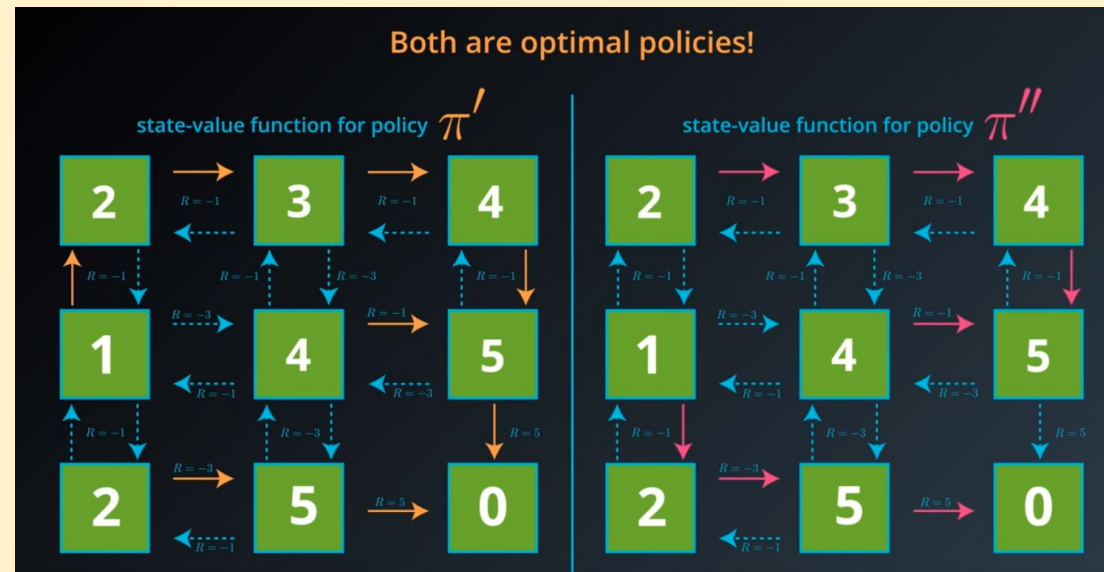 Both are optimal policies!
state-value function for policy π′
2 3 4
R = −1 R = −1
R = −1 R = −1 R = −3 R = −1
R = −3 R = −1
1 4 5
R = −1 R = −3
R = −1 R = −3 R = 5
R = −3
2 5 0
R = 5
R = −1
state-value function for policy π″
2 3 4
R = −1 R = −1
R = −1 R = −1 R = −3 R = −1
R = −3 R = −1
1 4 5
R = −1 R = −3
R = −1 R = −3 R = 5
R = −3
2 5 0
R = 5
R = −1